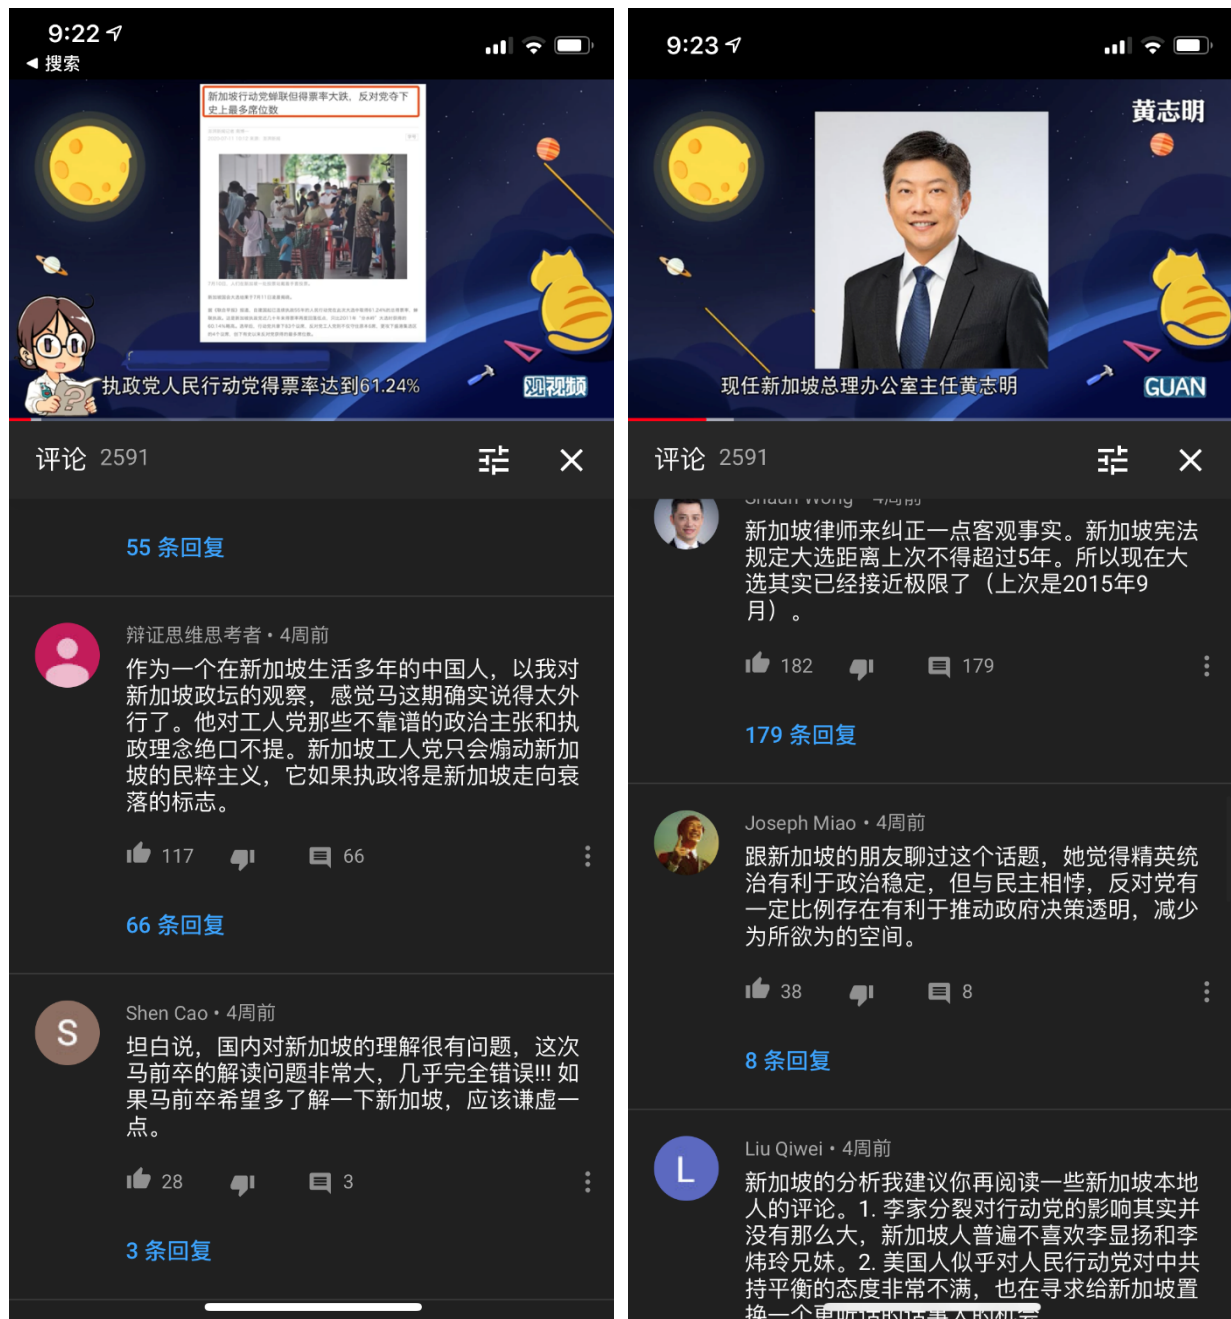 9:22
搜索
新加坡行动党蝉联但得票率大跌，反对党夺下
史上最多席位数
执政党人民行动党得票率达到61.24%
观视频
评论 2591
55 条回复
辩证思维思考者 • 4周前
作为一个在新加坡生活多年的中国人，以我对
新加坡政坛的观察，感觉马这期确实说得太外
行了。他对工人党那些不靠谱的政治主张和执
政理念绝口不提。新加坡工人党只会煽动新加
坡的民粹主义，它如果执政将是新加坡走向衰
落的标志。
117 66
66 条回复
S
Shen Cao • 4周前
坦白说，国内对新加坡的理解很有问题，这次
马前卒的解读问题非常大，几乎完全错误!!! 如
果马前卒希望多了解一下新加坡，应该谦虚一
点。
28 3
3 条回复
9:23
黄志明
现任新加坡总理办公室主任黄志明
GUAN
评论 2591
Shaun Wong • 4周前
新加坡律师来纠正一点客观事实。新加坡宪法
规定大选距离上次不得超过5年。所以现在大
选其实已经接近极限了（上次是2015年9
月）。
182 179
179 条回复
Joseph Miao • 4周前
跟新加坡的朋友聊过这个话题，她觉得精英统
治有利于政治稳定，但与民主相悖，反对党有
一定比例存在有利于推动政府决策透明，减少
为所欲为的空间。
38 8
8 条回复
L
Liu Qiwei • 4周前
新加坡的分析我建议你再阅读一些新加坡本地
人的评论。1. 李家分裂对行动党的影响其实并
没有那么大，新加坡人普遍不喜欢李显扬和李
炜玲兄妹。2. 美国人似乎对人民行动党对中共
持平衡的态度非常不满，也在寻求给新加坡置
换一个更听话的话事人的机会